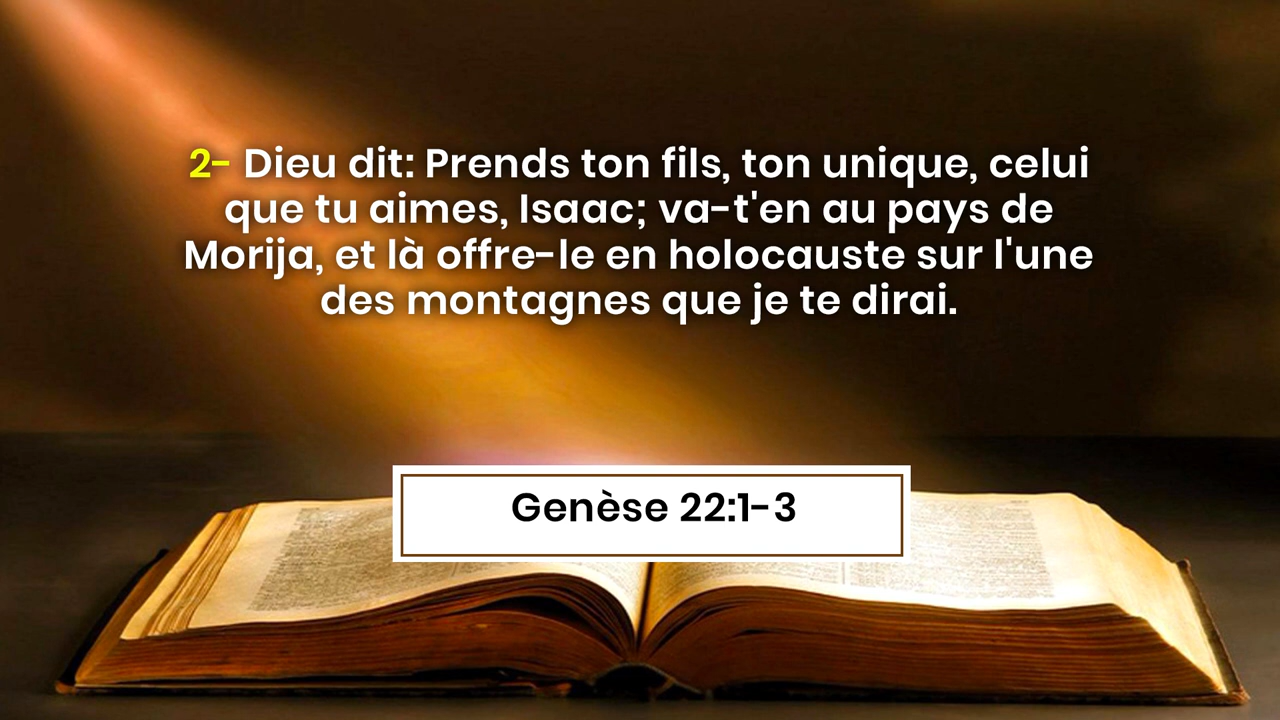 2- Dieu dit: Prends ton fils, ton unique, celui
que tu aimes, Isaac; va-t'en au pays de
Morija, et là offre-le en holocauste sur l'une
des montagnes que je te dirai.
Genèse 22:1-3